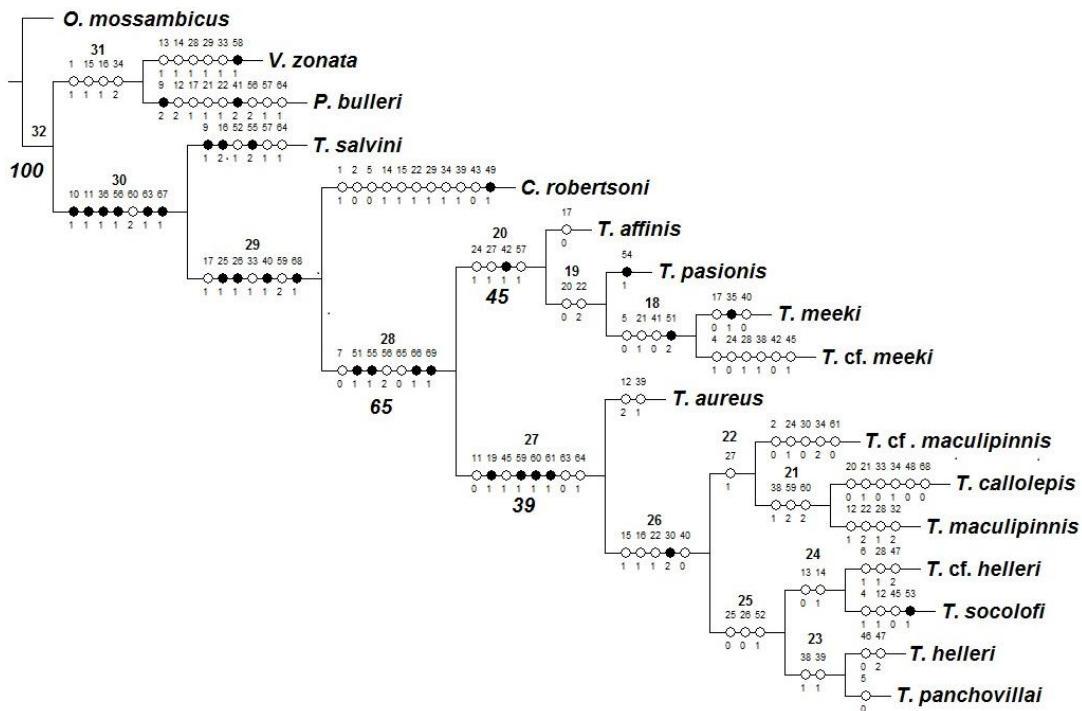 O. mossambicus
31
13 14 28 29 33 58
1 15 16 34
V. zonata
1 1 1 1 1 1
1 1 1 2
9 12 17 21 22 41 56 57 64
P. bulleri
2 2 1 1 1 2 2 1 1
32
9 16 52 55 57 64
T. salvini
1 2 1 2 1 1
100
30
1 2 5 14 15 22 29 34 39 43 49
C. robertsoni
1 0 0 1 1 1 1 1 1 0 1
10 11 36 56 60 63 67
1 1 1 1 2 1 1
17
T. affinis
0
29
20
17 25 26 33 40 59 68
24 27 42 57
1 1 1 1 1 2 1
1 1 1 1
54
T. pasionis
1
19
20 22
0 2
45
18
17 35 40
T. meeki
0 1 0
5 21 41 51
0 1 0 2
4 24 28 38 42 45
T. cf. meeki
1 0 1 1 0 1
28
7 51 55 56 65 66 69
0 1 1 2 0 1 1
65
12 39
T. aureus
2 1
27
11 19 45 59 60 61 63 64
0 1 1 1 1 1 0 1
39
22
2 24 30 34 61
T. cf . maculipinnis
0 1 0 2 0
27
1
21
20 21 33 34 48 68
T. callolepis
0 1 0 1 0 0
38 59 60
1 2 2
12 22 28 32
T. maculipinnis
1 2 1 2
26
15 16 22 30 40
1 1 1 2 0
24
6 28 47
T. cf. helleri
1 1 2
13 14
0 1
4 12 45 53
T. socolofi
1 1 0 1
25
25 26 52
0 0 1
23
46 47
T. helleri
0 2
38 39
1 1
5
T. panchovillai
0